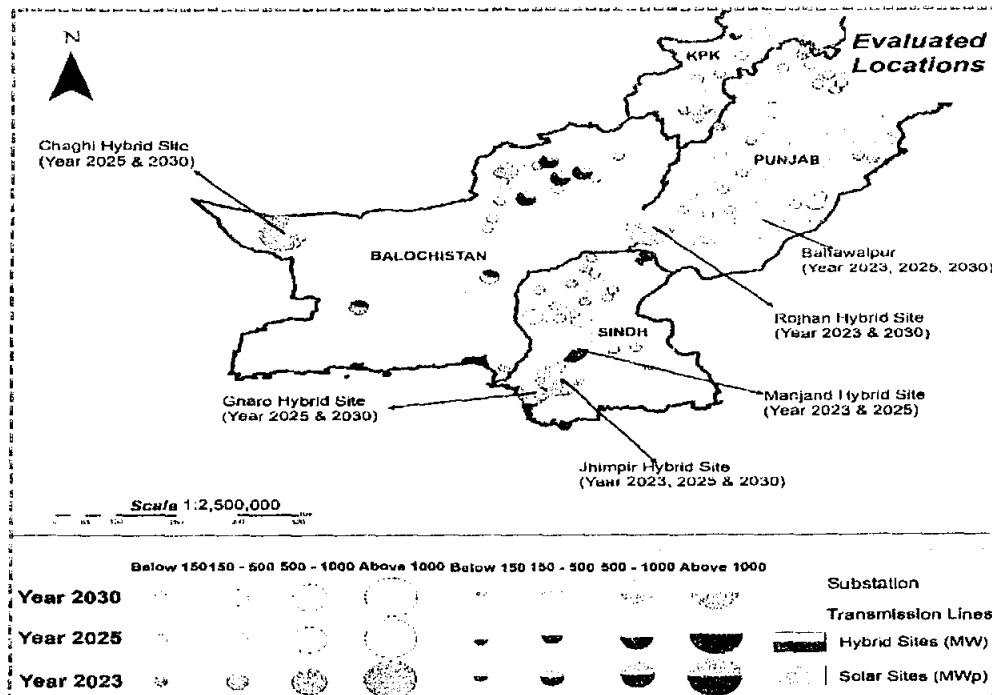 Evaluated
Locations
N
KPK
PUNJAB
Chaghi Hybrid Site
(Year 2025 & 2030)
BALOCHISTAN
Bahawalpur
(Year 2023, 2025, 2030)
Rojhan Hybrid Site
(Year 2023 & 2030)
SINDH
Manjand Hybrid Site
(Year 2023 & 2025)
Gharo Hybrid Site
(Year 2025 & 2030)
Jhimpir Hybrid Site
(Year 2023, 2025 & 2030)
Scale 1:2,500,000
Below 150 150 - 500 500 - 1000 Above 1000 Below 150 150 - 500 500 - 1000 Above 1000
Substation
Year 2030
Transmission Lines
Year 2025
Hybrid Sites (MW)
Year 2023
Solar Sites (MWp)